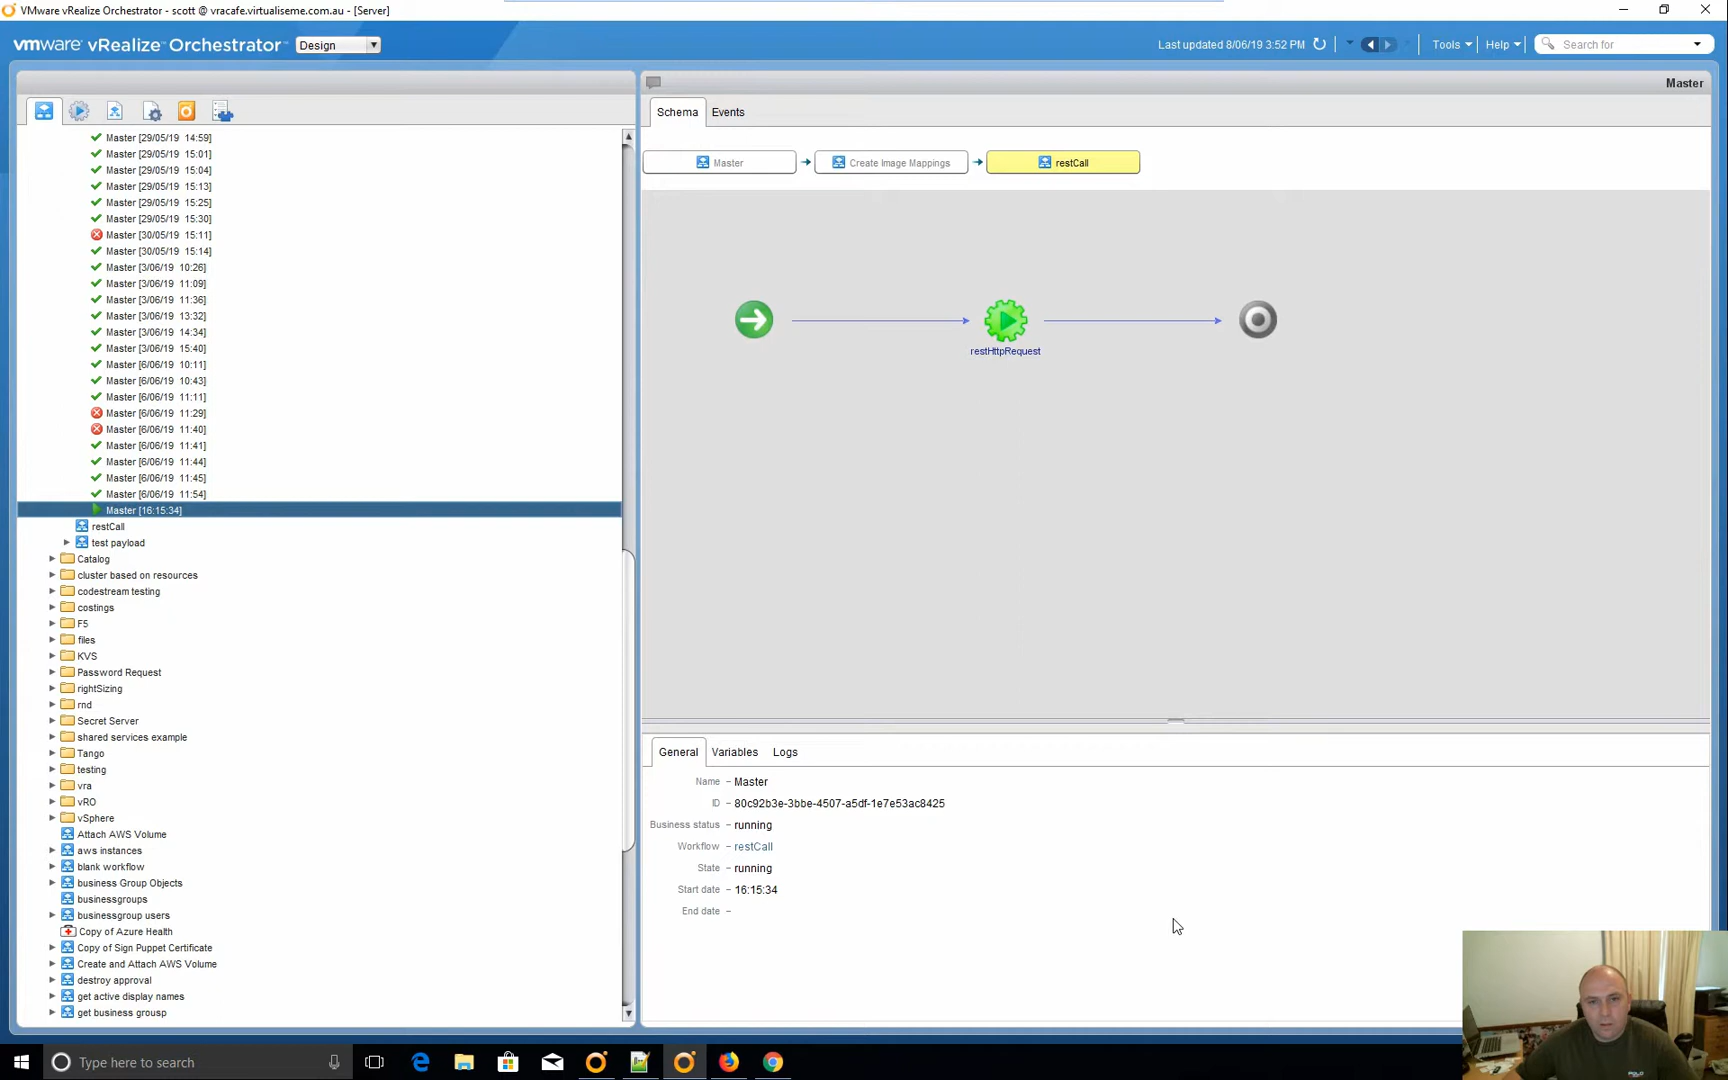 VMware vRealize Orchestrator - scott @ vracafe.virtualiseme.com.au - [Server]
vmware vRealize Orchestrator
Design
Last updated 8/06/19 3:52 PM
Tools
Help
Search for
Master
Schema
Events
Master
Create Image Mappings
restCall
restHttpRequest
Master [29/05/19 14:59]
Master [29/05/19 15:01]
Master [29/05/19 15:04]
Master [29/05/19 15:13]
Master [29/05/19 15:25]
Master [29/05/19 15:30]
Master [30/05/19 15:11]
Master [30/05/19 15:14]
Master [3/06/19 10:26]
Master [3/06/19 11:09]
Master [3/06/19 11:36]
Master [3/06/19 13:32]
Master [3/06/19 14:34]
Master [3/06/19 15:40]
Master [6/06/19 10:11]
Master [6/06/19 10:43]
Master [6/06/19 11:11]
Master [6/06/19 11:29]
Master [6/06/19 11:40]
Master [6/06/19 11:41]
Master [6/06/19 11:44]
Master [6/06/19 11:45]
Master [6/06/19 11:54]
Master [16:15:34]
restCall
test payload
Catalog
cluster based on resources
codestream testing
costings
F5
files
KVS
Password Request
rightSizing
rnd
Secret Server
shared services example
Tango
testing
vra
vRO
vSphere
Attach AWS Volume
aws instances
blank workflow
business Group Objects
businessgroups
businessgroup users
Copy of Azure Health
Copy of Sign Puppet Certificate
Create and Attach AWS Volume
destroy approval
get active display names
get business grousp
General
Variables
Logs
Name - Master
ID - 80c92b3e-3bbe-4507-a5df-1e7e53ac8425
Business status - running
Workflow - restCall
State - running
Start date - 16:15:34
End date -
Type here to search